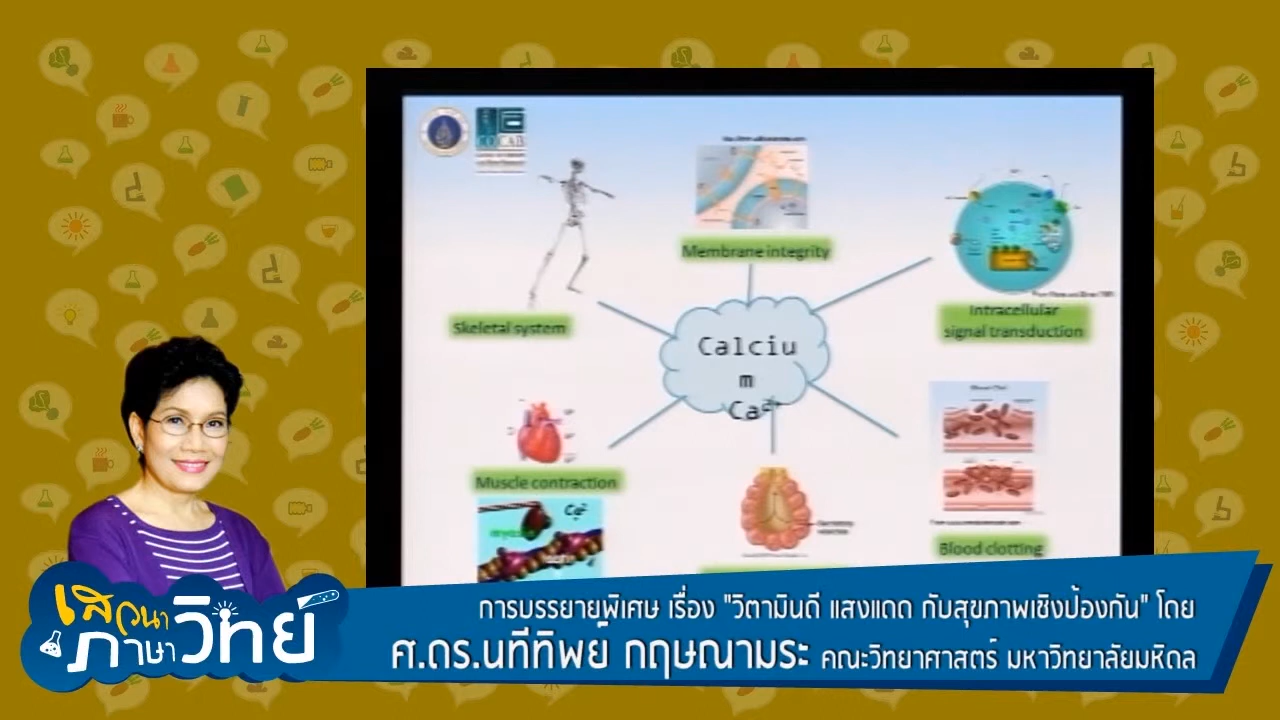 COCAB
Membrane integrity
Skeletal system
Intracellular
signal transduction
Calciu
m
Ca²⁺
Muscle contraction
Ca²
Blood clotting
เสวนา
ภาษาวิทย์
การบรรยายพิเศษ เรื่อง "วิตามินดี แสงแดด กับสุขภาพเชิงป้องกัน" โดย
ศ.ดร.นทีทิพย์ กฤษณามระ คณะวิทยาศาสตร์ มหาวิทยาลัยมหิดล